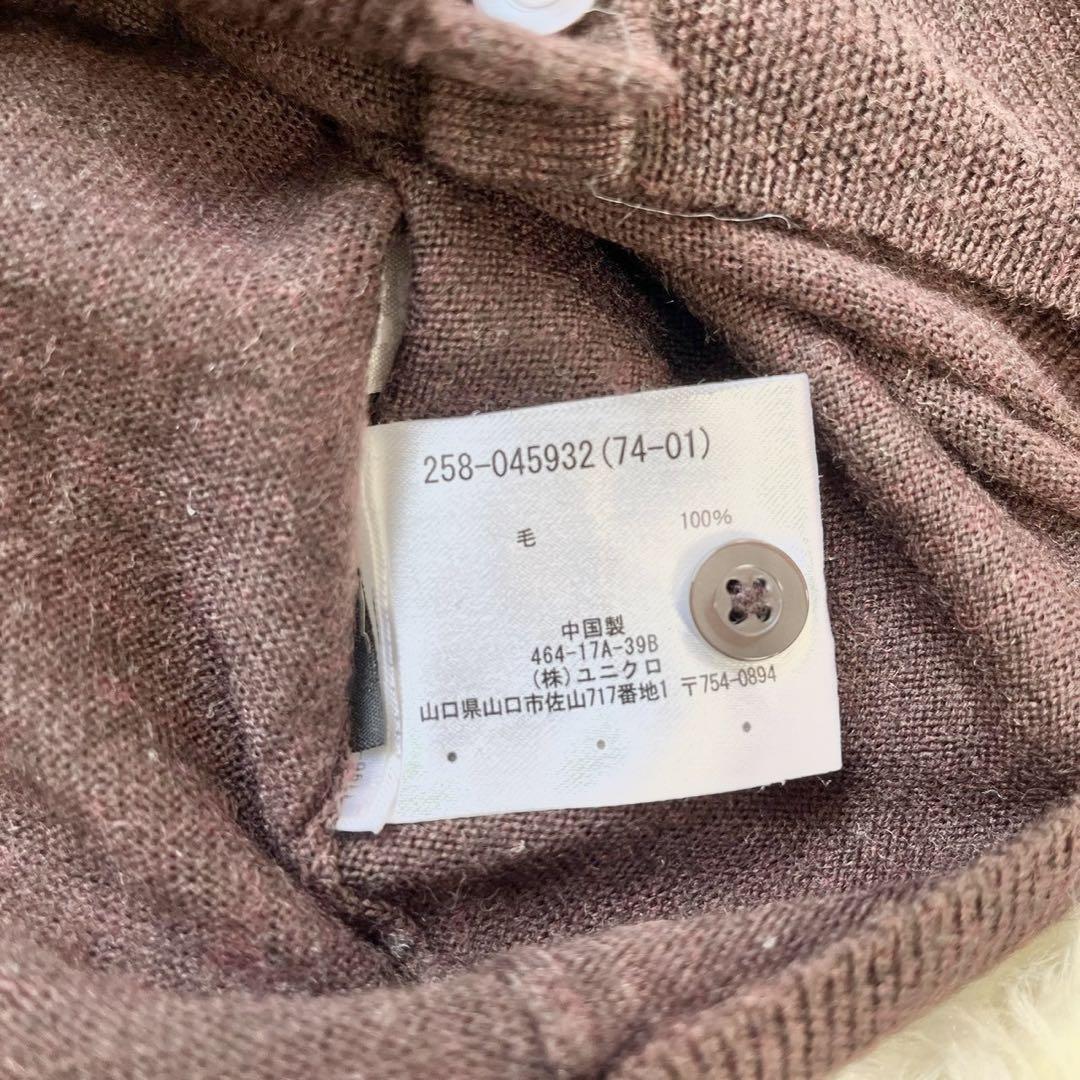 258-045932(74-01)
毛 100%
中国製
464-17A-39B
(株)ユニクロ
山口県山口市佐山717番地1 〒754-0894